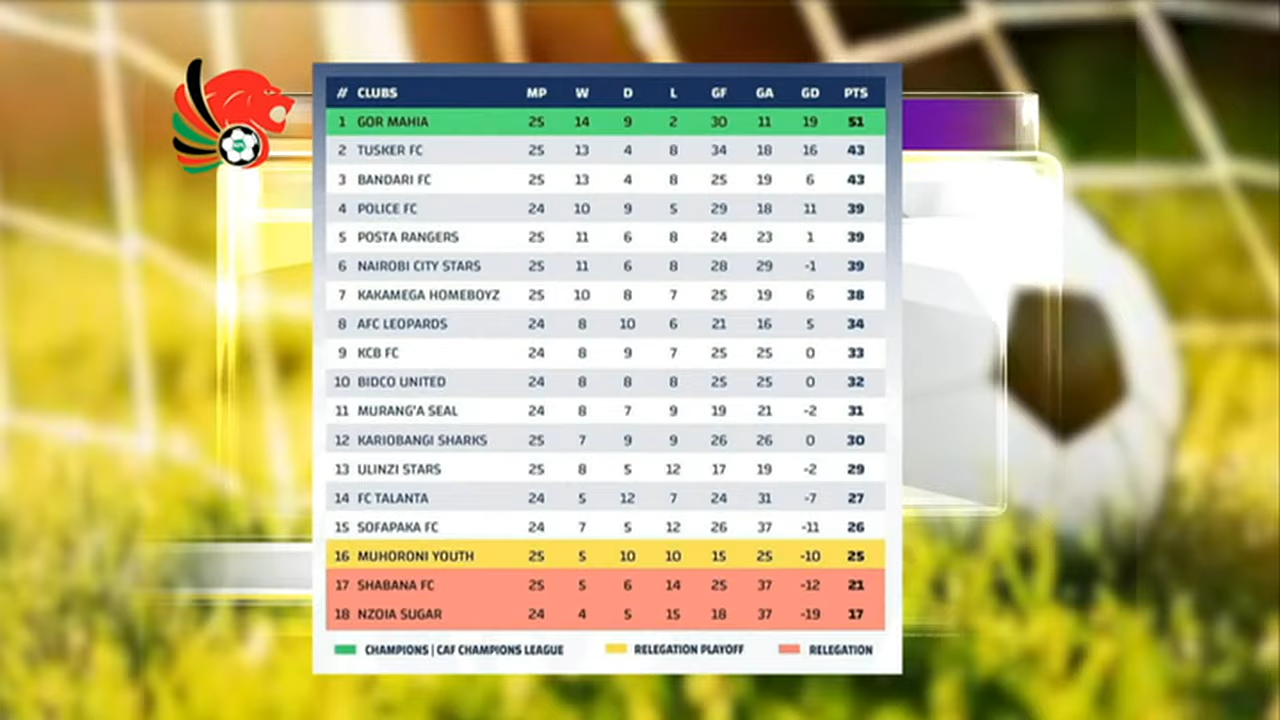 // CLUBS MP W D L GF GA GD PTS
1 GOR MAHIA 25 14 9 2 30 11 19 51
2 TUSKER FC 25 13 4 8 34 18 16 43
3 BANDARI FC 25 13 4 8 25 19 6 43
4 POLICE FC 24 10 9 5 29 18 11 39
5 POSTA RANGERS 25 11 6 8 24 23 1 39
6 NAIROBI CITY STARS 25 11 6 8 28 29 -1 39
7 KAKAMEGA HOMEBOYZ 25 10 8 7 25 19 6 38
8 AFC LEOPARDS 24 8 10 6 21 16 5 34
9 KCB FC 24 8 9 7 25 25 0 33
10 BIDCO UNITED 24 8 8 8 25 25 0 32
11 MURANG'A SEAL 24 8 7 9 19 21 -2 31
12 KARIOBANGI SHARKS 25 7 9 9 26 26 0 30
13 ULINZI STARS 25 8 5 12 17 19 -2 29
14 FC TALANTA 24 5 12 7 24 31 -7 27
15 SOFAPAKA FC 24 7 5 12 26 37 -11 26
16 MUHORONI YOUTH 25 5 10 10 15 25 -10 25
17 SHABANA FC 25 5 6 14 25 37 -12 21
18 NZOIA SUGAR 24 4 5 15 18 37 -19 17
CHAMPIONS | CAF CHAMPIONS LEAGUE RELEGATION PLAYOFF RELEGATION